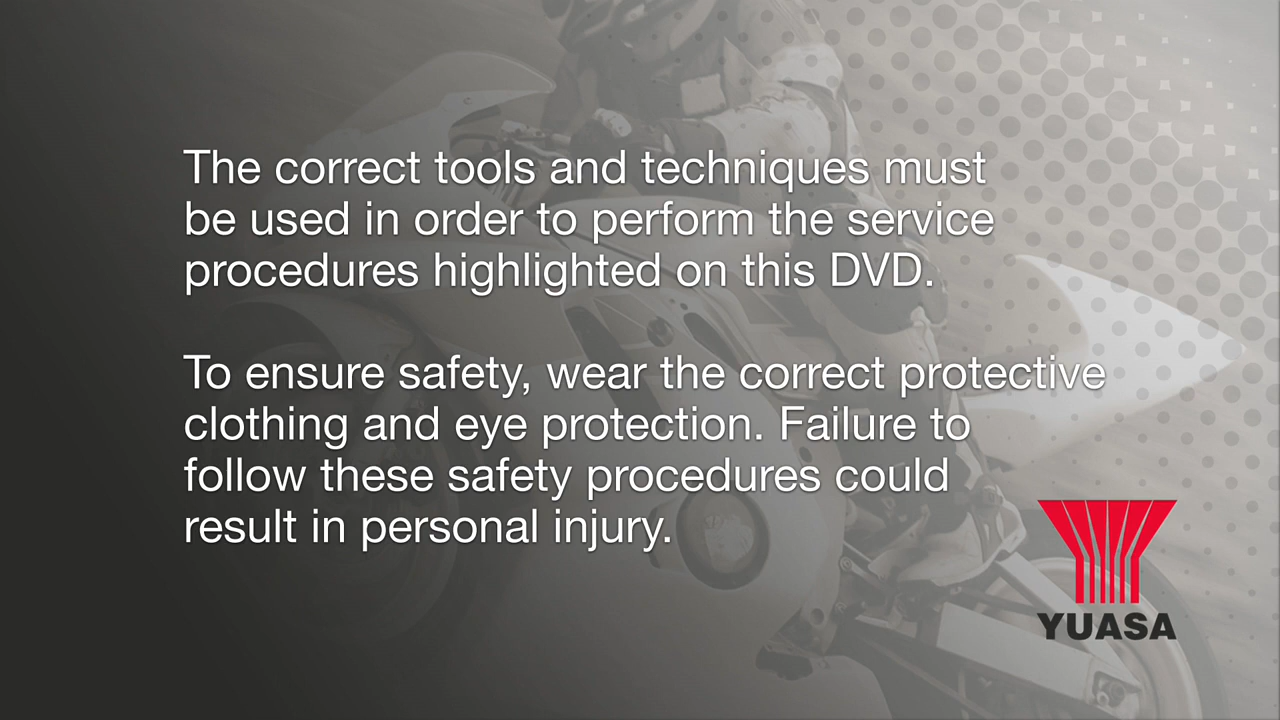 The correct tools and techniques must
be used in order to perform the service
procedures highlighted on this DVD.
To ensure safety, wear the correct protective
clothing and eye protection. Failure to
follow these safety procedures could
result in personal injury.
YUASA